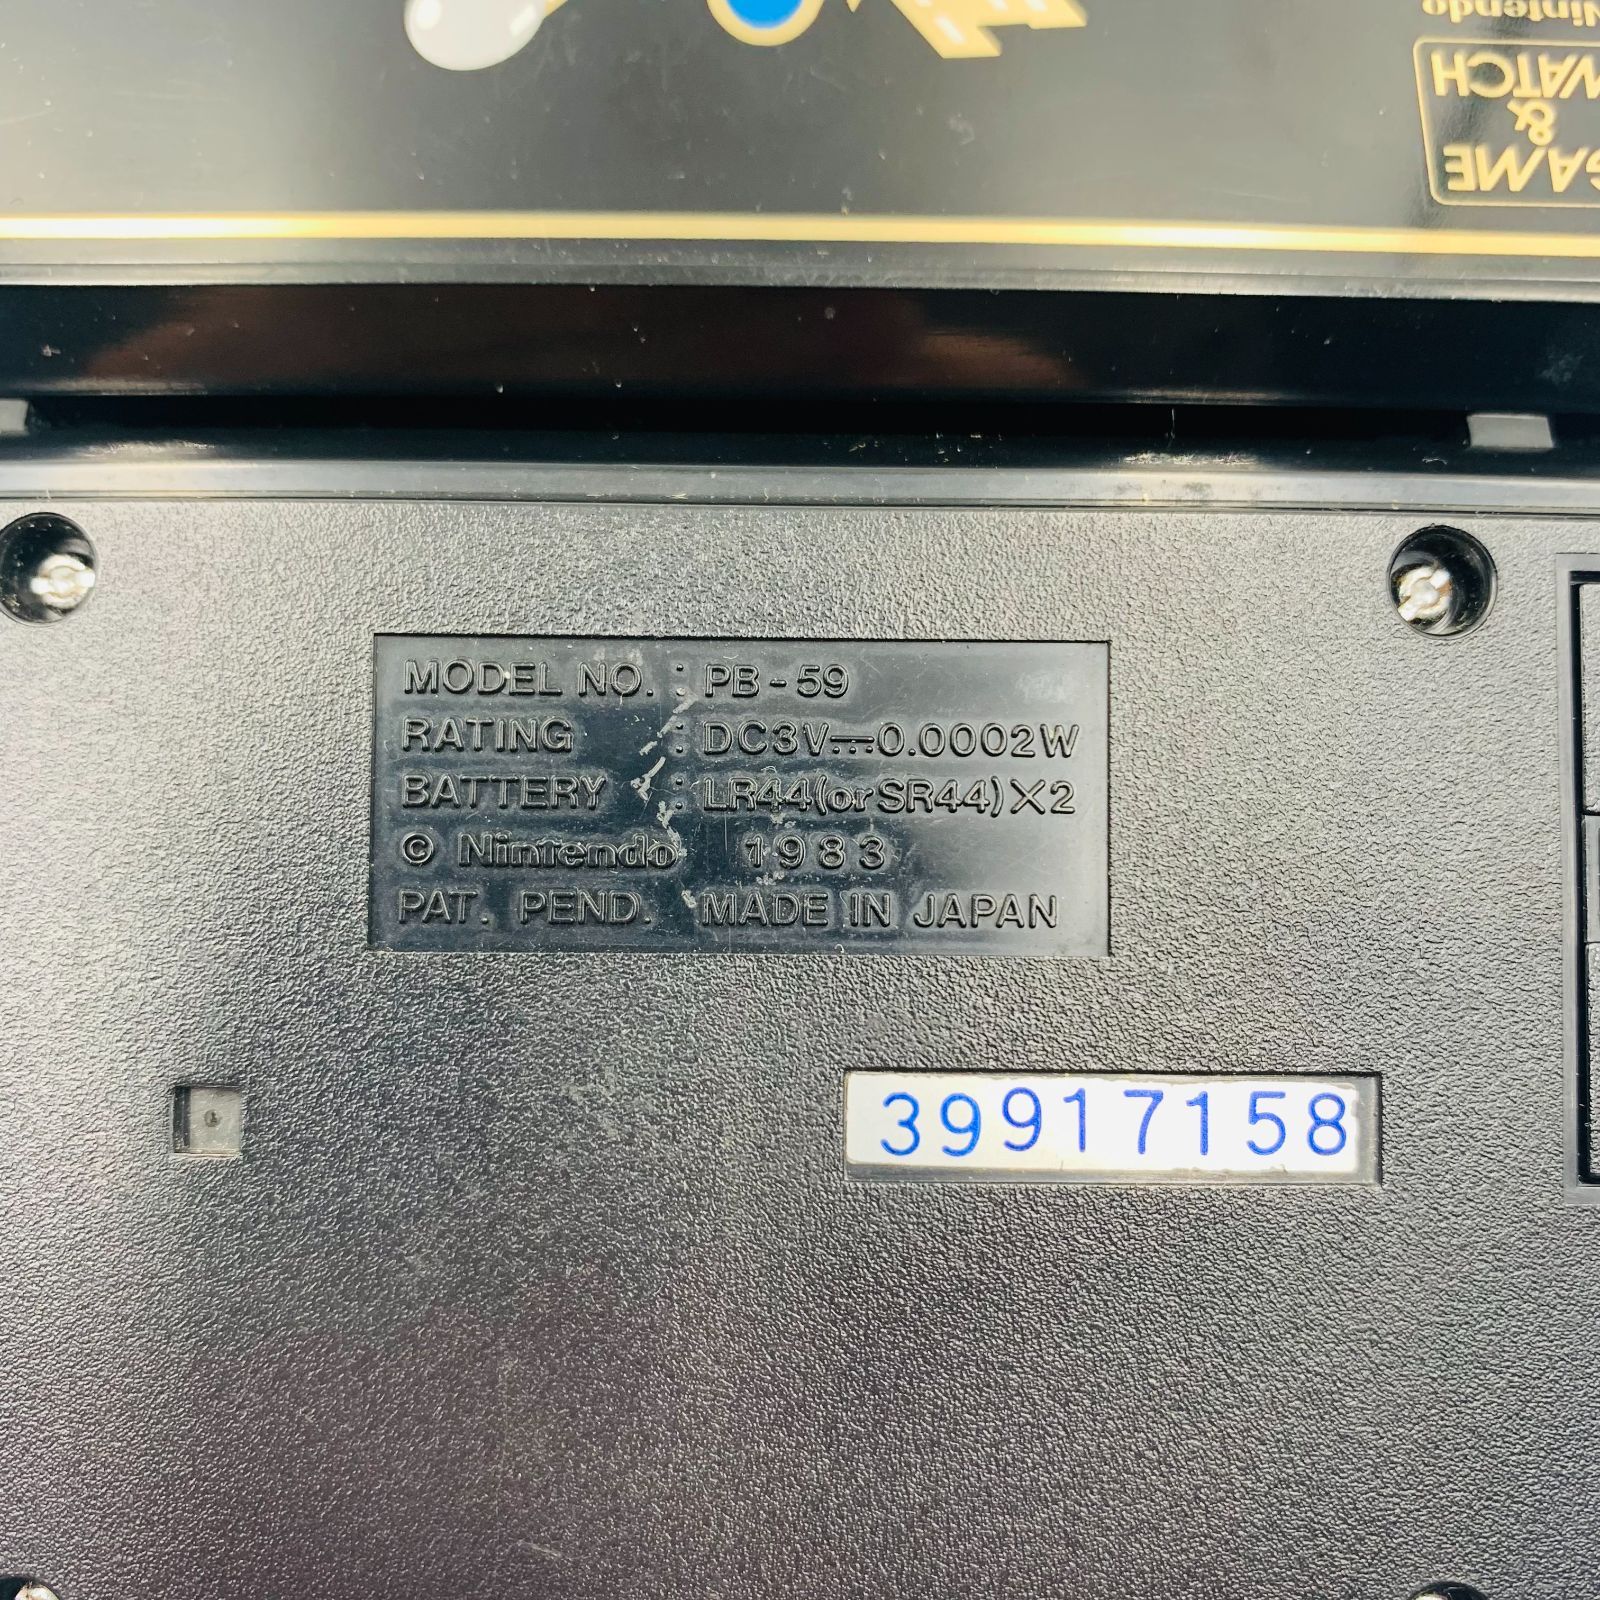 Nintendo
GAME
&
WATCH
MODEL NO. : PB-59
RATING : DC3V⎓0.0002W
BATTERY : LR44(or SR44)X2
© Nintendo 1983
PAT. PEND. MADE IN JAPAN
39917158